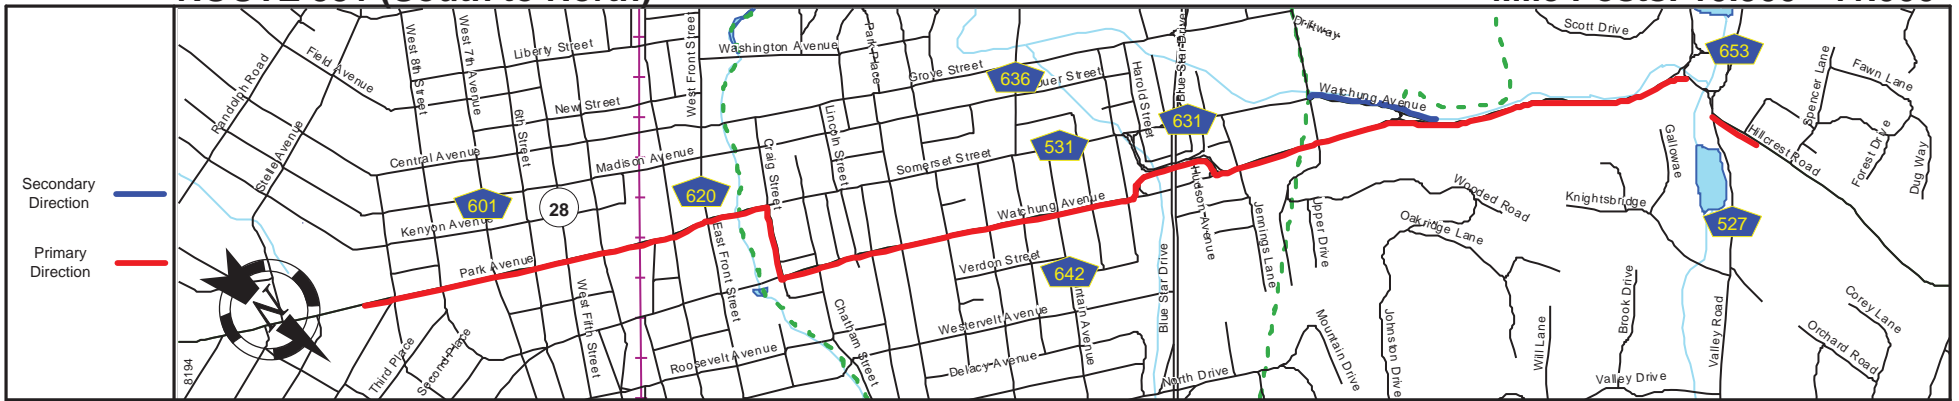 Secondary
Direction
Primary
Direction
8194
Randolph Road
Field Avenue
Stelle Avenue
West 8th Street
West 7th Avenue
Liberty Street
New Street
6th Street
Central Avenue
Madison Avenue
601
28
Kenyon Avenue
Park Avenue
Third Place
Second Place
West Fifth Street
West Front Street
Washington Avenue
Park Place
620
Craig Street
Lincoln Street
East Front Street
Roosevelt Avenue
Chatham Street
Grove Street
636
Somerset Street
531
Watchung Avenue
Verdon Street
642
Westervelt Avenue
Delacy Avenue
Harold Street
Blue Star Drive
631
Hudson Avenue
Blue Star Drive
North Drive
Jennings Lane
Upper Drive
Driftway
Watchung Avenue
Mountain Drive
Johnston Drive
Wooded Road
Oakridge Lane
Scott Drive
Knightsbridge
Will Lane
Brook Drive
Valley Drive
Valley Road
653
527
Hillcrest Road
Spencer Lane
Fawn Lane
Forest Drive
Dug Way
Corey Lane
Orchard Road